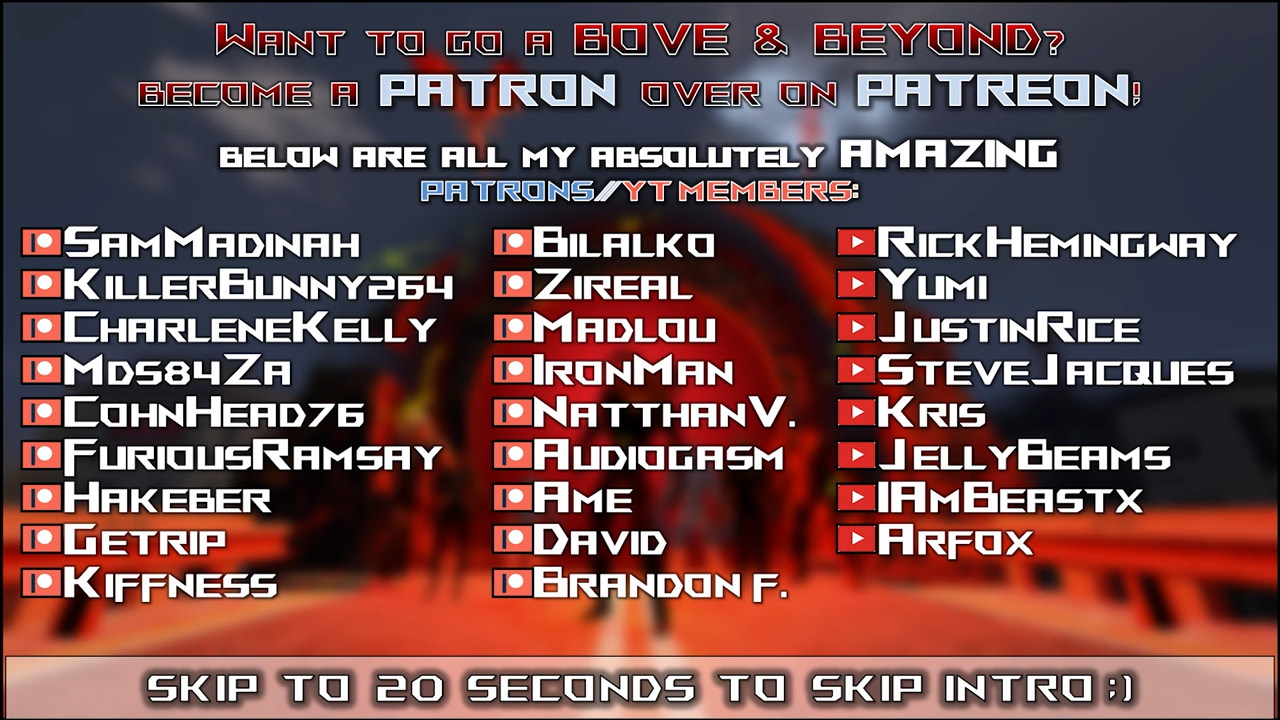 WANT TO GO A BOVE & BEYOND?
BECOME A PATRON OVER ON PATREON!
BELOW ARE ALL MY ABSOLUTELY AMAZING
PATRONS//YT MEMBERS:
SAMMADINAH
KILLERBUNNY264
CHARLENEKELLY
MDS84ZA
COHNHEAD76
FURIOUSRAMSAY
HAKEBER
GETRIP
KIFFNESS
BILALKO
ZIREAL
MADLOU
IRONMAN
NATTHANV.
AUDIOGASM
AME
DAVID
BRANDON F.
RICKHEMINGWAY
YUMI
JUSTINRICE
STEVEJACQUES
KRIS
JELLYBEAMS
IAMBEASTX
ARFOX
SKIP TO 20 SECONDS TO SKIP INTRO ;)